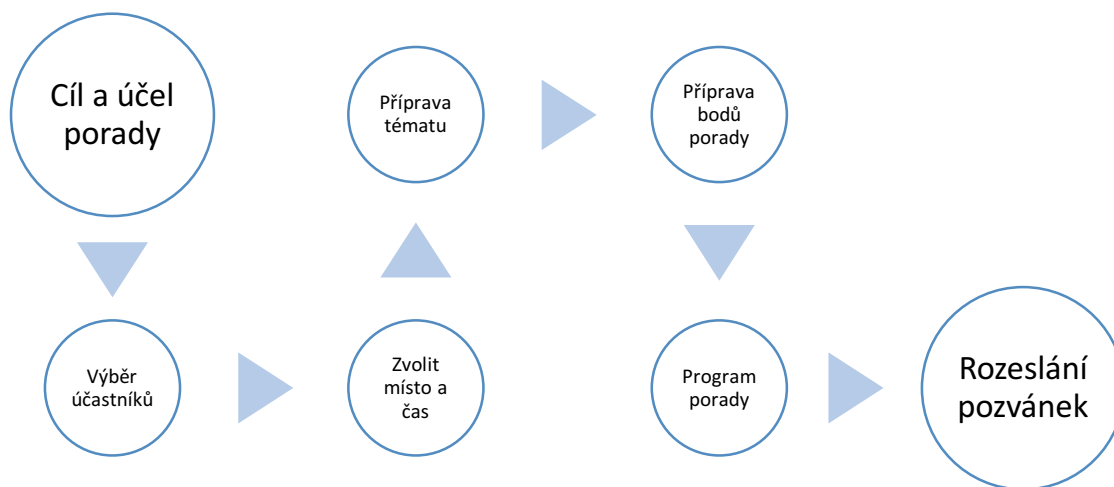 Cíl a účel
porady
Výběr
účastníků
Zvolit
místo a
čas
Příprava
tématu
Příprava
bodů
porady
Program
porady
Rozeslání
pozvánek